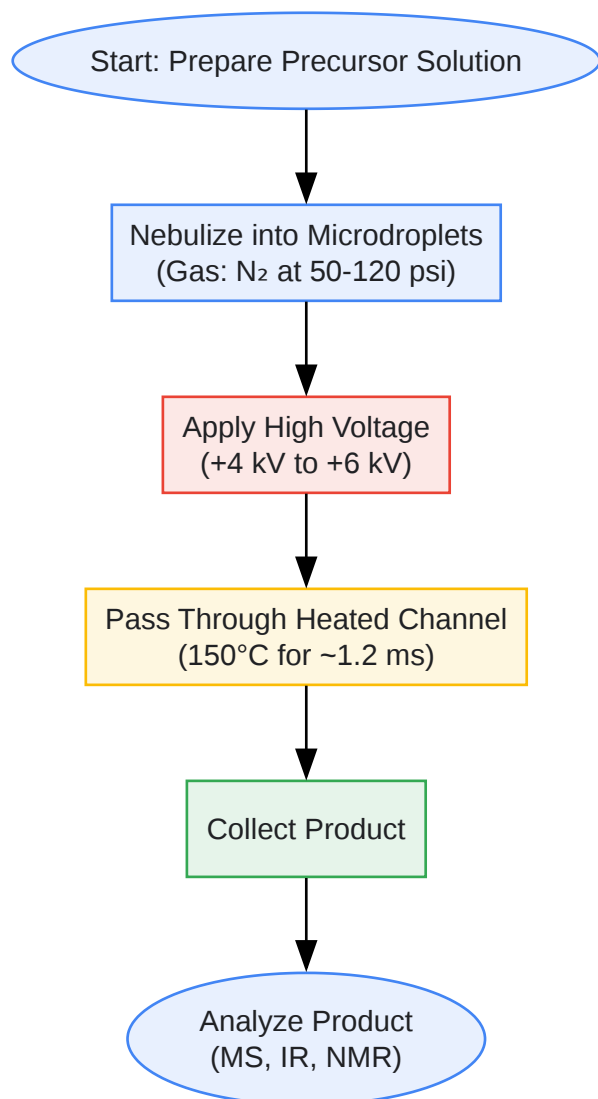 Start: Prepare Precursor Solution
Nebulize into Microdroplets
(Gas: N₂ at 50-120 psi)
Apply High Voltage
(+4 kV to +6 kV)
Pass Through Heated Channel
(150°C for ~1.2 ms)
Collect Product
Analyze Product
(MS, IR, NMR)